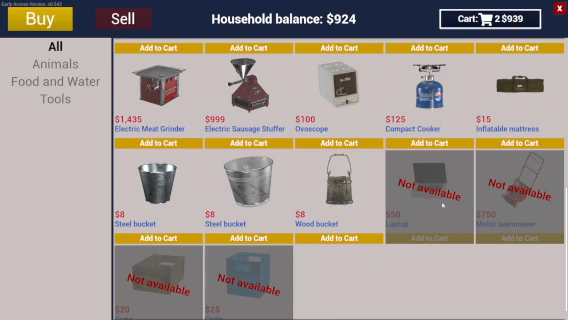 Early Access Version: v0.542
Buy Sell Household balance: $924 Cart: 2 $939 x
All
Animals
Food and Water
Tools
Add to Cart Add to Cart Add to Cart Add to Cart Add to Cart
$1,435 $999 $100 $125 $15
Electric Meat Grinder Electric Sausage Stuffer Ovoscope Compact Cooker Inflatable mattress
Add to Cart Add to Cart Add to Cart Add to Cart Add to Cart
Not available Not available
$8 $8 $8 $50 $750
Steel bucket Steel bucket Wood bucket Laptop Motor lawnmower
Add to Cart Add to Cart Add to Cart Add to Cart Add to Cart
Not available Not available
$20 $25